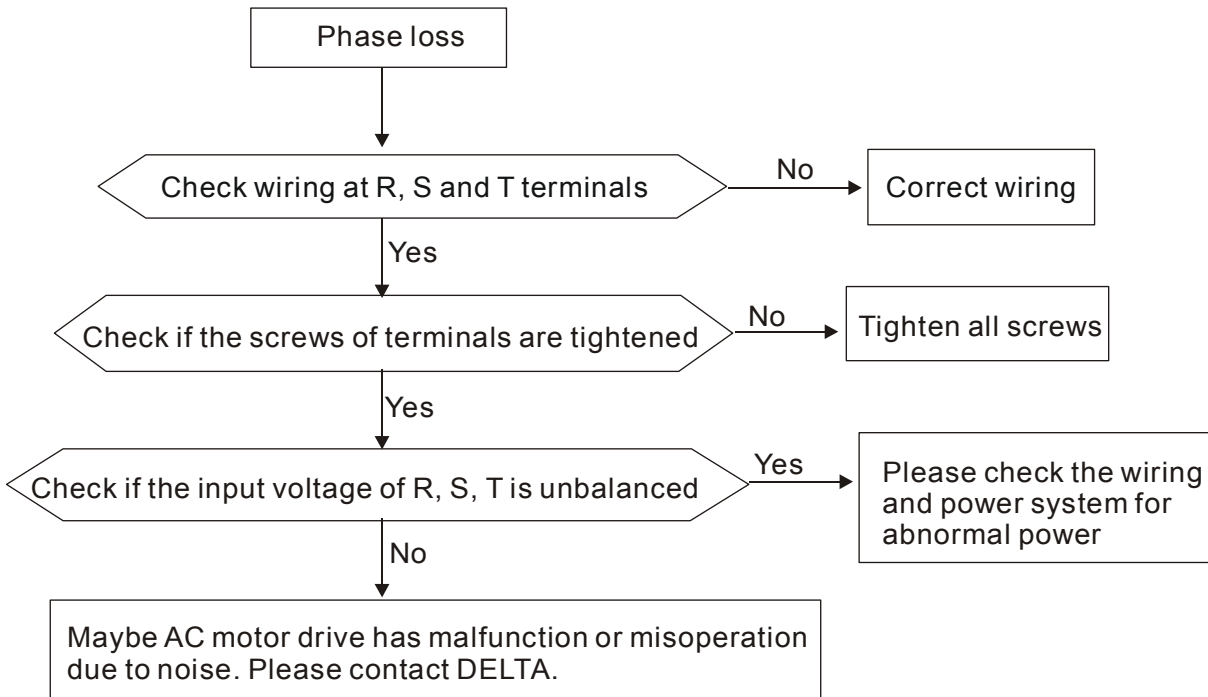 Phase loss
Check wiring at R, S and T terminals
No
Correct wiring
Yes
Check if the screws of terminals are tightened
No
Tighten all screws
Yes
Check if the input voltage of R, S, T is unbalanced
Yes
Please check the wiring
and power system for
abnormal power
No
Maybe AC motor drive has malfunction or misoperation
due to noise. Please contact DELTA.